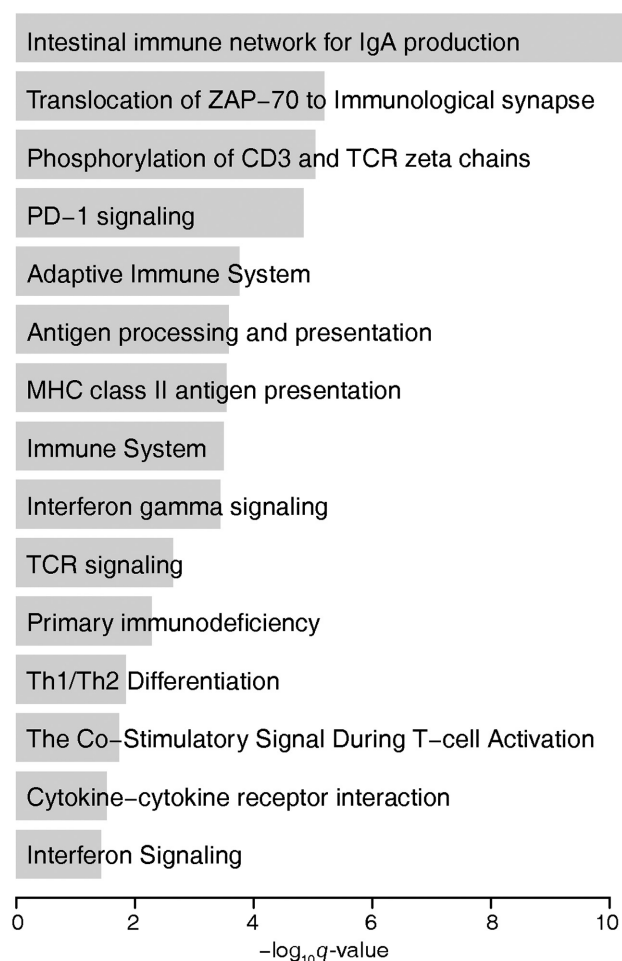 Intestinal immune network for IgA production
Translocation of ZAP−70 to Immunological synapse
Phosphorylation of CD3 and TCR zeta chains
PD−1 signaling
Adaptive Immune System
Antigen processing and presentation
MHC class II antigen presentation
Immune System
Interferon gamma signaling
TCR signaling
Primary immunodeficiency
Th1/Th2 Differentiation
The Co−Stimulatory Signal During T−cell Activation
Cytokine−cytokine receptor interaction
Interferon Signaling
0 2 4 6 8 10
−log₁₀q-value